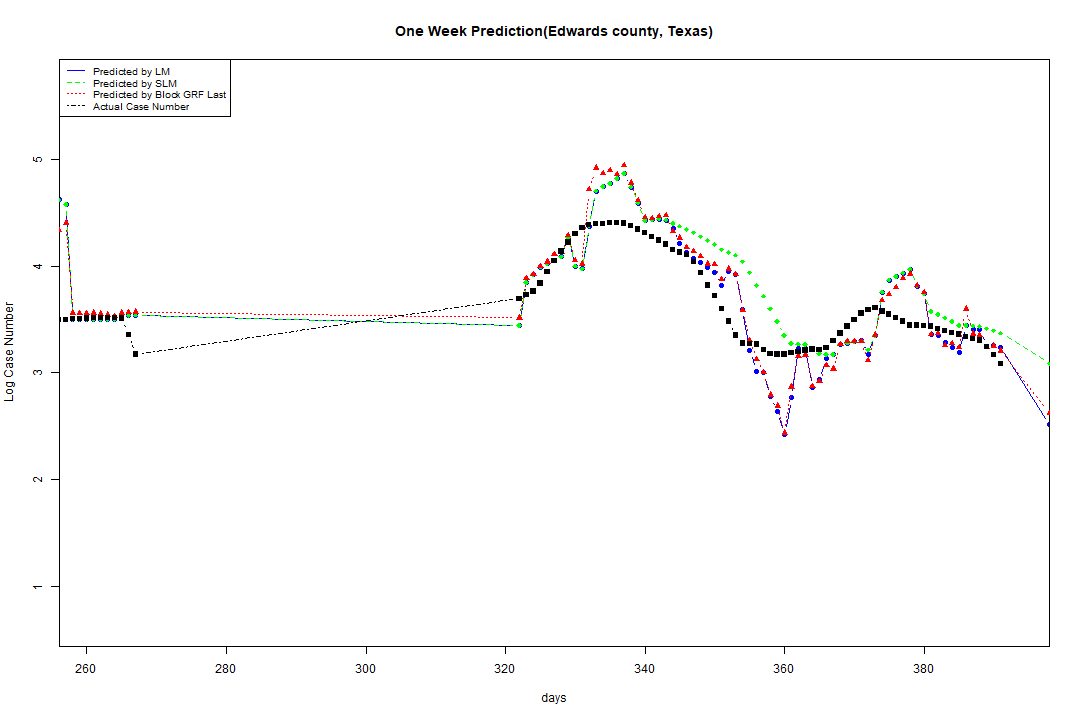 One Week Prediction(Edwards county, Texas)
Predicted by LM
Predicted by SLM
Predicted by Block GRF Last
Actual Case Number
5
4
3
2
1
Log Case Number
260 280 300 320 340 360 380
days